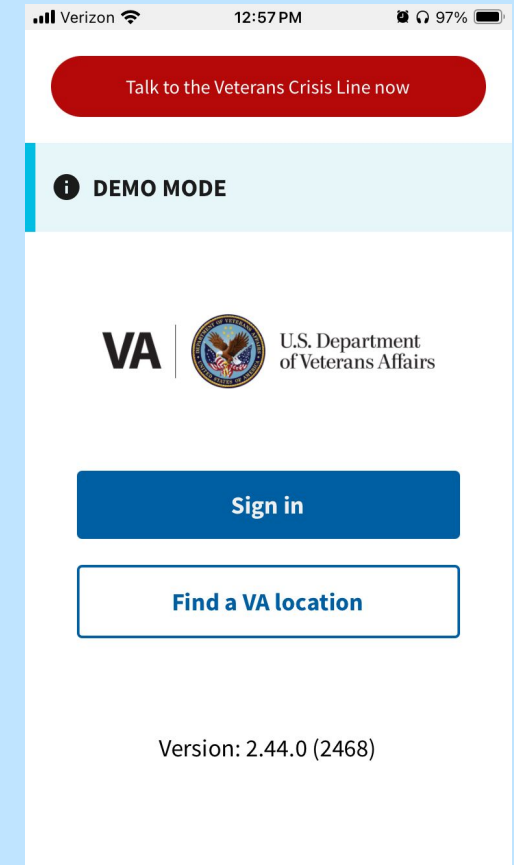 Verizon 12:57 PM 97%
Talk to the Veterans Crisis Line now
DEMO MODE
VA
U.S. Department
of Veterans Affairs
Sign in
Find a VA location
Version: 2.44.0 (2468)